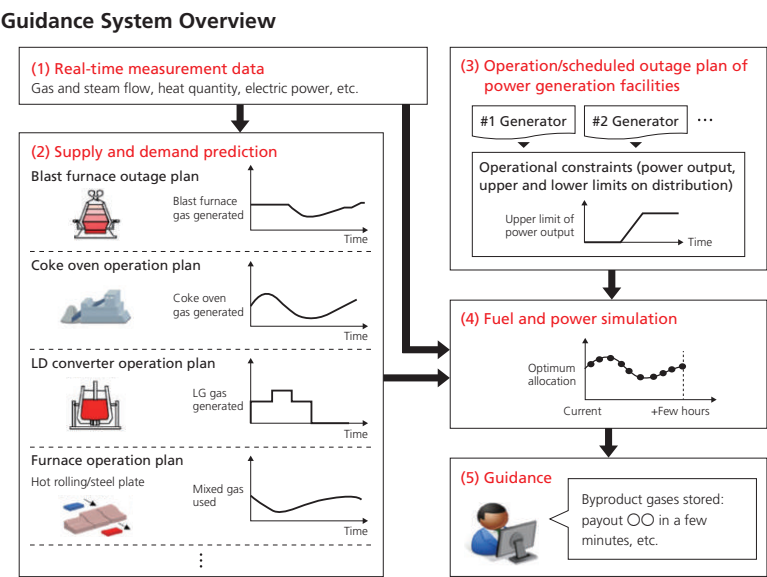 Guidance System Overview
(1) Real-time measurement data
Gas and steam flow, heat quantity, electric power, etc.
(2) Supply and demand prediction
Blast furnace outage plan
Blast furnace
gas generated
Time
Coke oven operation plan
Coke oven
gas generated
Time
LD converter operation plan
LG gas
generated
Time
Furnace operation plan
Hot rolling/steel plate
Mixed gas
used
Time
⋮
(3) Operation/scheduled outage plan of
power generation facilities
#1 Generator
#2 Generator
⋯
Operational constraints (power output,
upper and lower limits on distribution)
Upper limit of
power output
Time
(4) Fuel and power simulation
Optimum
allocation
Current
+Few hours
(5) Guidance
Byproduct gases stored:
payout ○○ in a few
minutes, etc.